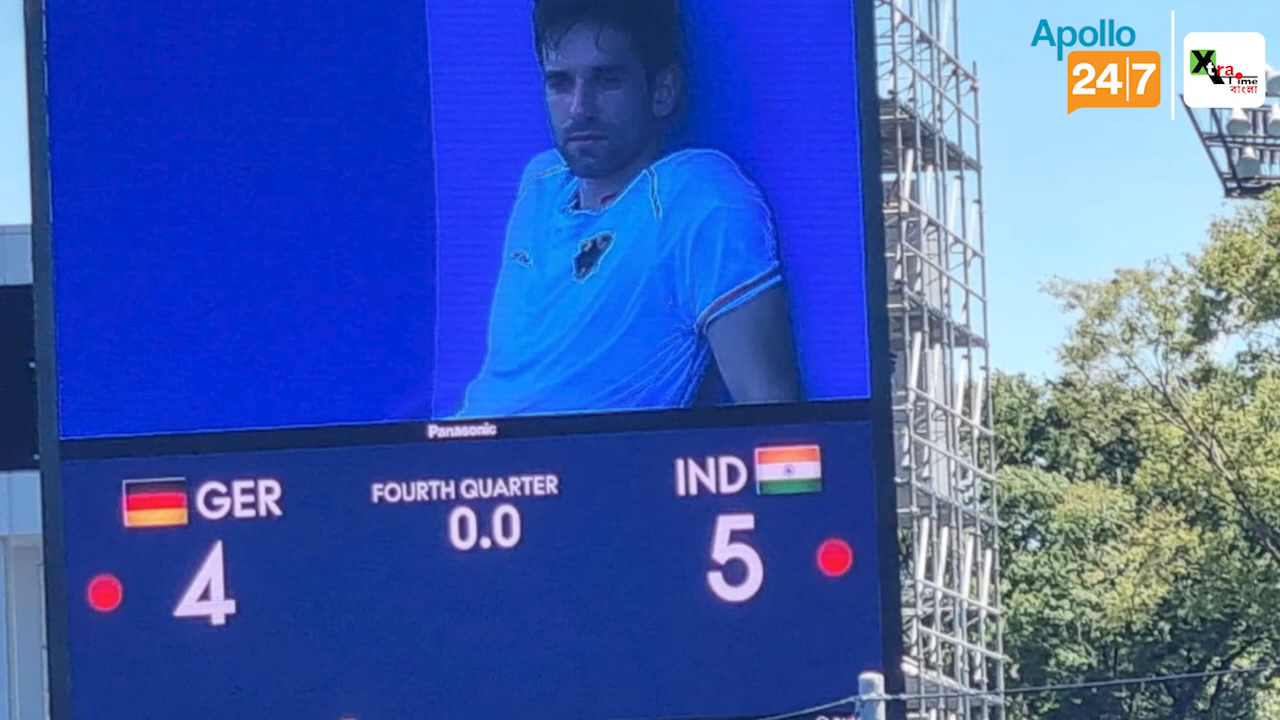 Apollo
24|7
Xtra
Time
বাংলা
Panasonic
GER
FOURTH QUARTER
IND
0.0
4
5